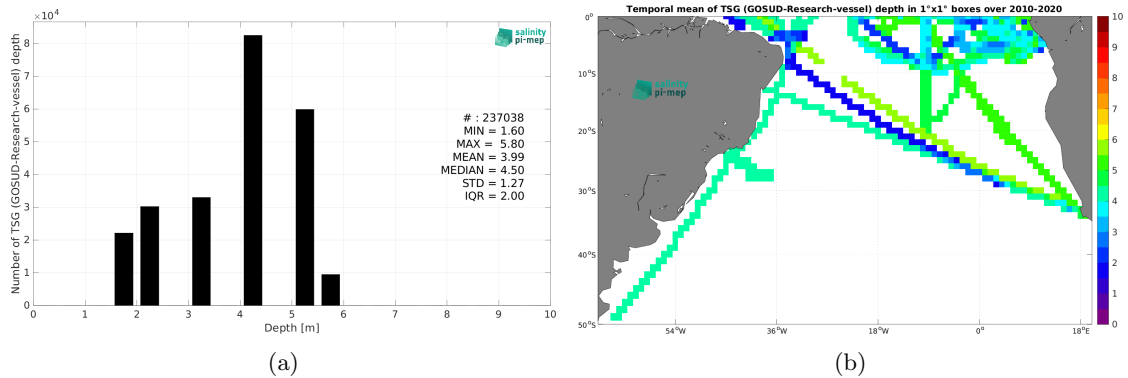 ×10⁴
9
8
7
6
5
4
3
2
1
0
Number of TSG (GOSUD-Research-vessel) depth
salinity
pi-mep
# : 237038
MIN = 1.60
MAX = 5.80
MEAN = 3.99
MEDIAN = 4.50
STD = 1.27
IQR = 2.00
0 1 2 3 4 5 6 7 8 9 10
Depth [m]
(a)
Temporal mean of TSG (GOSUD-Research-vessel) depth in 1°x1° boxes over 2010-2020
0°
10°S
20°S
30°S
40°S
50°S
salinity
pi-mep
54°W 36°W 18°W 0° 18°E
10
9
8
7
6
5
4
3
2
1
0
(b)